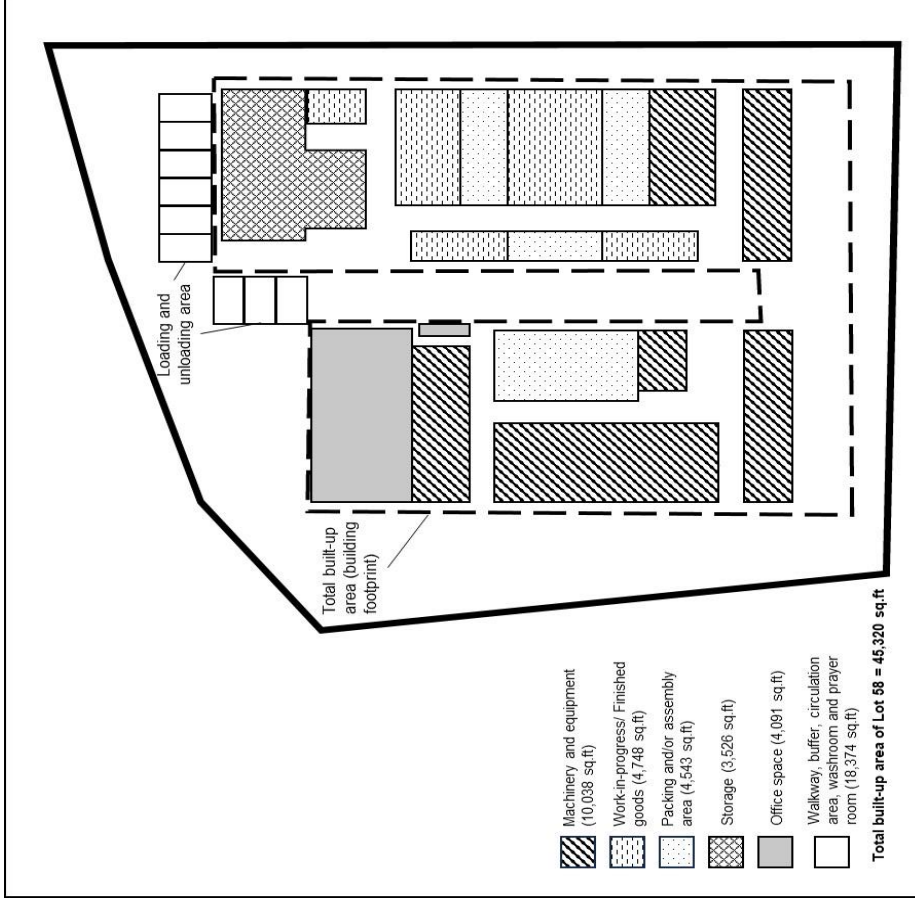 Loading and
unloading area
Total built-up
area (building
footprint)
Machinery and equipment
(10,038 sq.ft)
Work-in-progress/ Finished
goods (4,748 sq.ft)
Packing and/or assembly
area (4,543 sq.ft)
Storage (3,526 sq.ft)
Office space (4,091 sq.ft)
Walkway, buffer, circulation
area, washroom and prayer
room (18,374 sq.ft)
Total built-up area of Lot 58 = 45,320 sq.ft